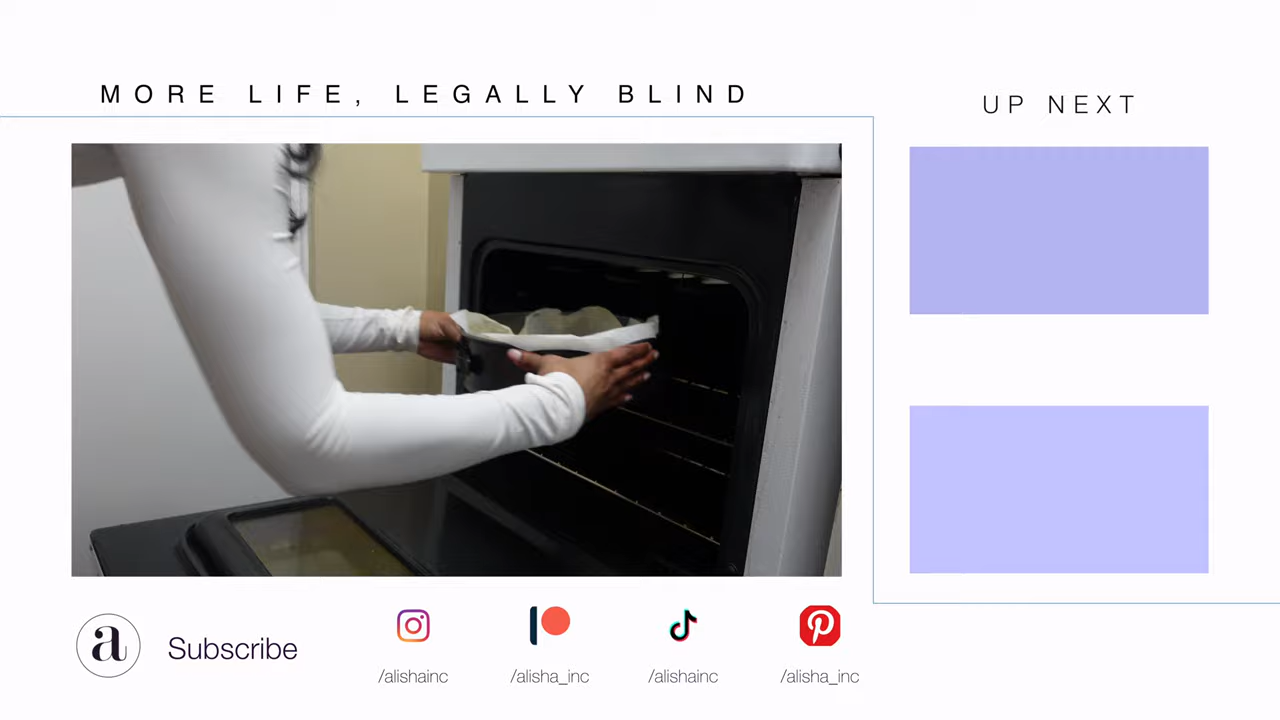 MORE LIFE, LEGALLY BLIND
UP NEXT
a
Subscribe
/alishainc
/alisha_inc
/alishainc
/alisha_inc